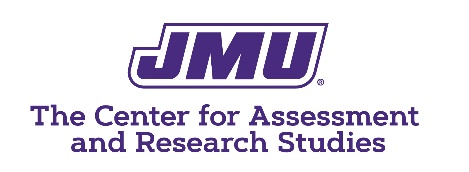 JMU®
The Center for Assessment
and Research Studies